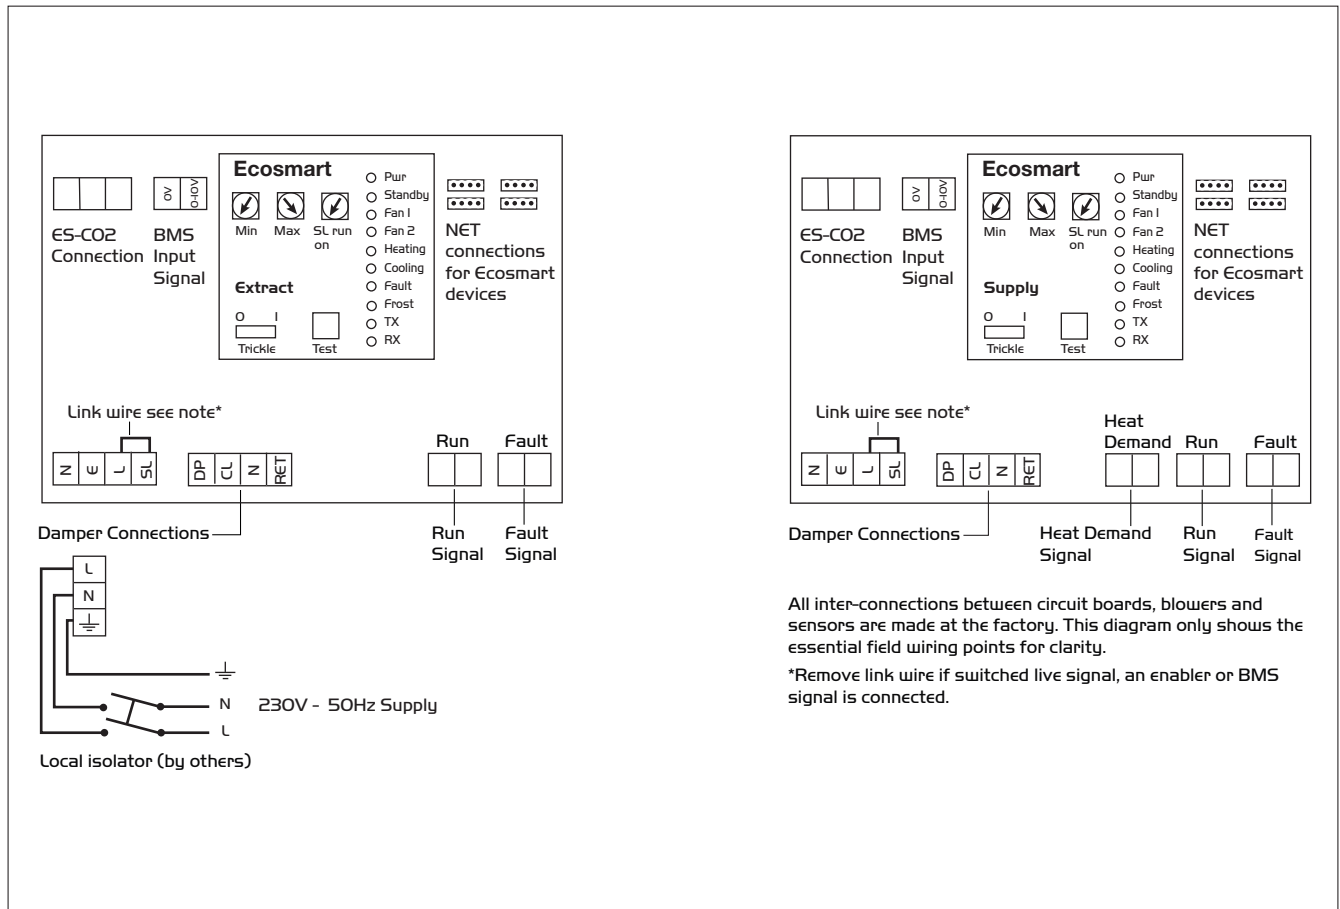 Ecosmart
Min Max SL run on
Extract
O I
Trickle Test
Pwr
Standby
Fan 1
Fan 2
Heating
Cooling
Fault
Frost
TX
RX
0V 0-10V
ES-CO2
Connection
BMS
Input
Signal
NET
connections
for Ecosmart
devices
Link wire see note*
N E L SL
DP CL N RET
Run Fault
Damper Connections
Run
Signal
Fault
Signal
L
N
N 230V - 50Hz Supply
L
Local isolator (by others)
Ecosmart
Min Max SL run on
Supply
O I
Trickle Test
Pwr
Standby
Fan 1
Fan 2
Heating
Cooling
Fault
Frost
TX
RX
0V 0-10V
ES-CO2
Connection
BMS
Input
Signal
NET
connections
for Ecosmart
devices
Link wire see note*
N E L SL
DP CL N RET
Heat
Demand
Run Fault
Damper Connections
Heat Demand
Signal
Run
Signal
Fault
Signal
All inter-connections between circuit boards, blowers and
sensors are made at the factory. This diagram only shows the
essential field wiring points for clarity.
*Remove link wire if switched live signal, an enabler or BMS
signal is connected.